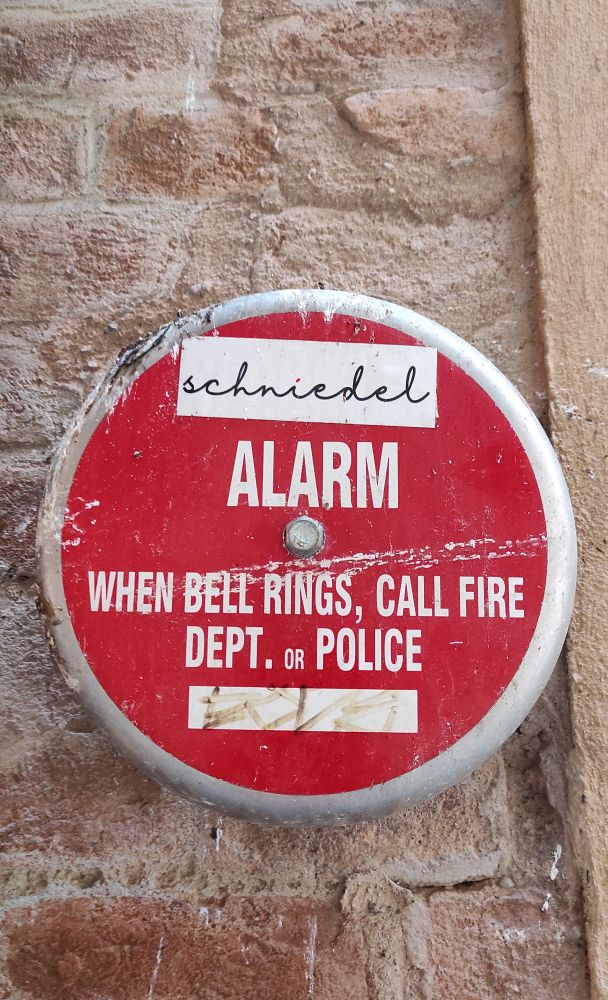 schniedel
ALARM
WHEN BELL RINGS, CALL FIRE
DEPT. OR POLICE